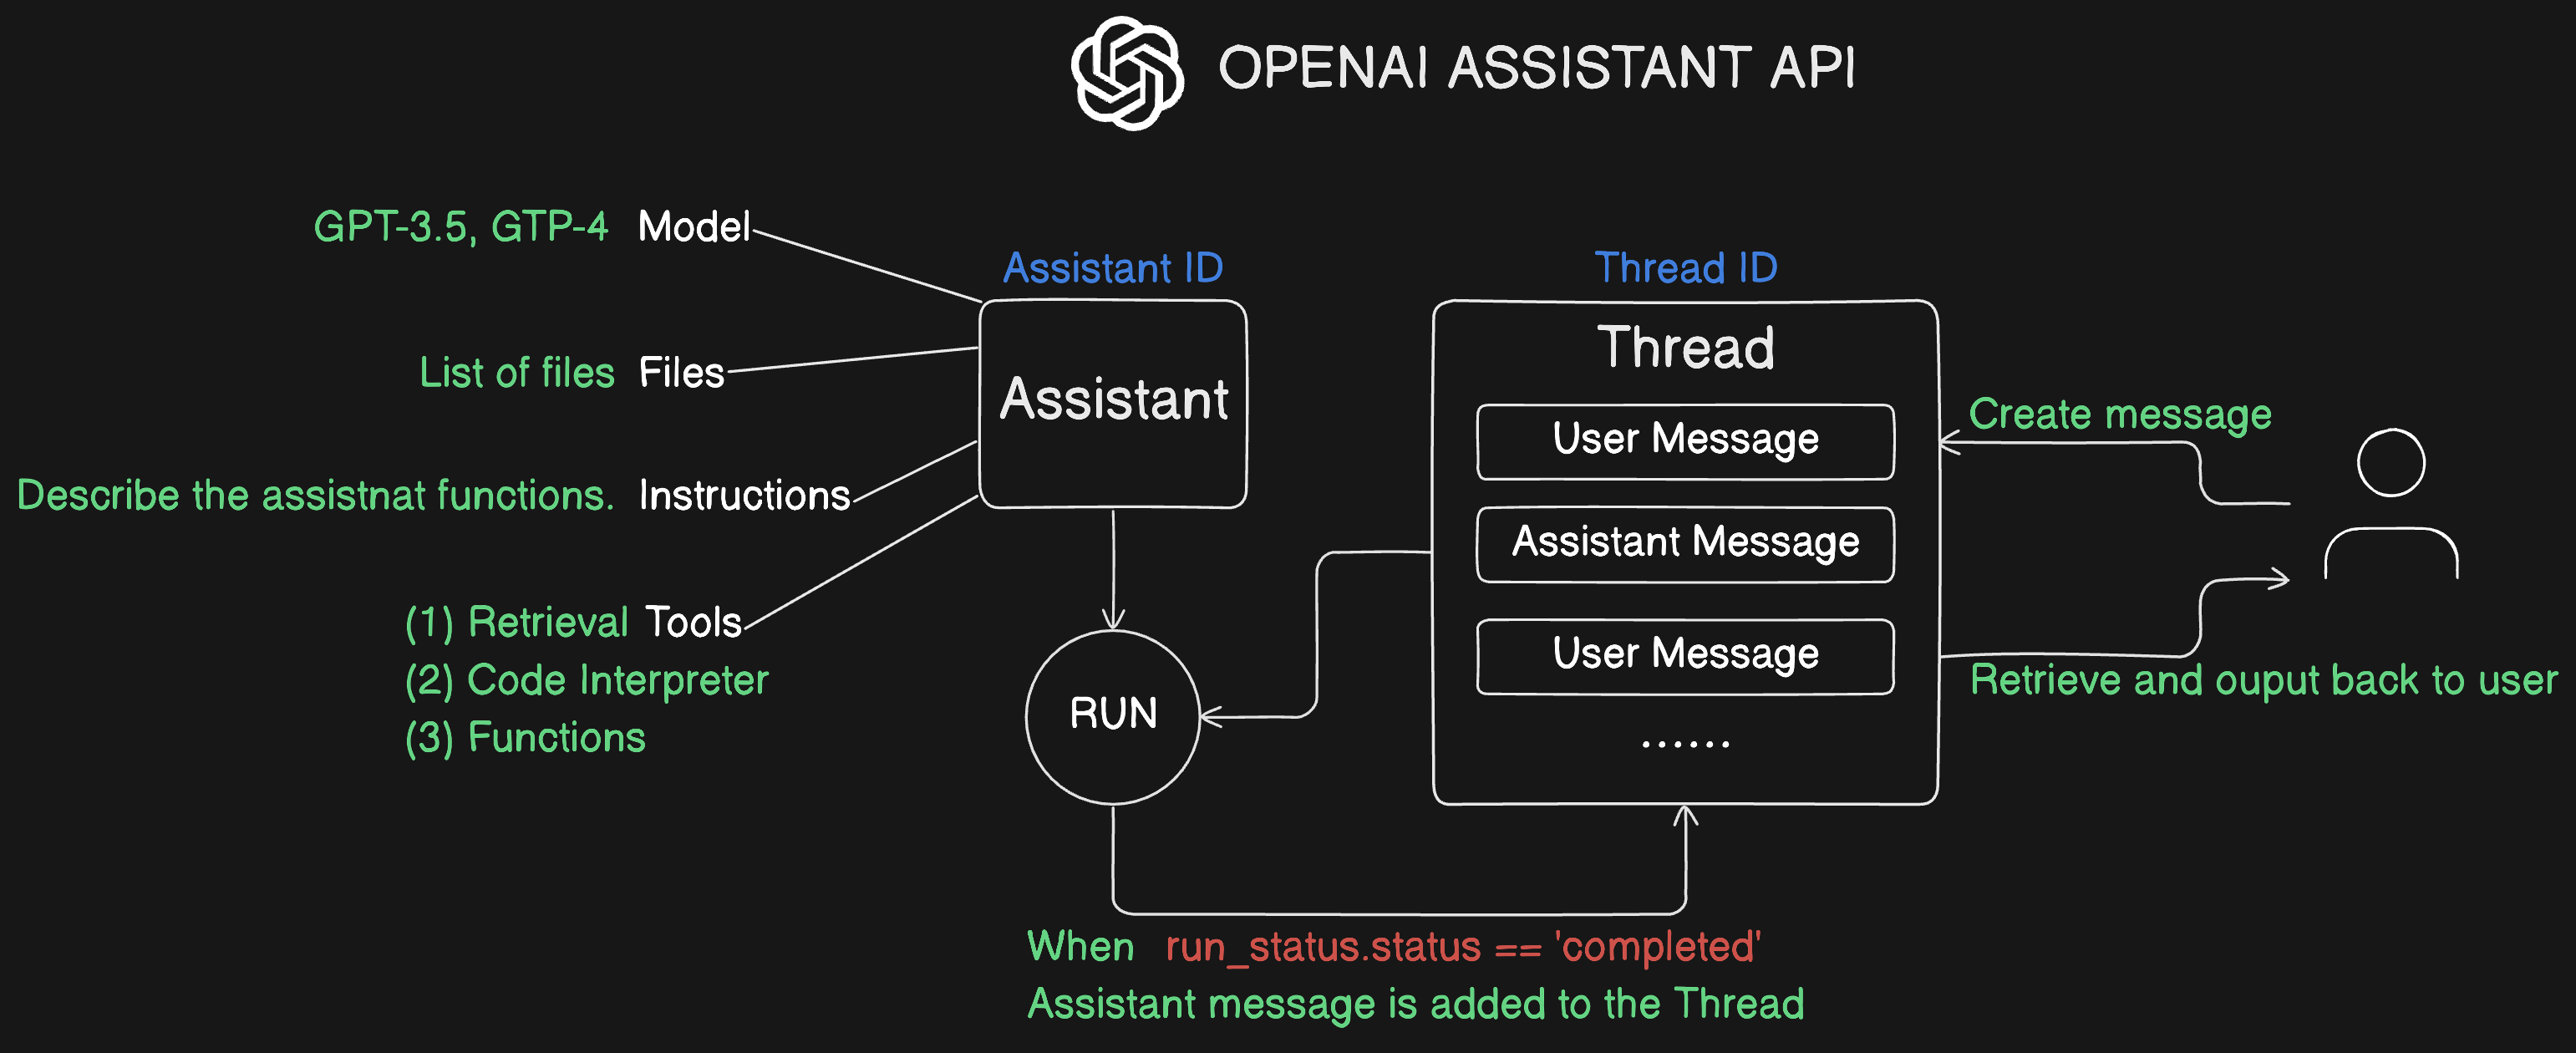 OPENAI ASSISTANT API
GPT-3.5, GTP-4 Model
List of files Files
Describe the assistnat functions. Instructions
(1) Retrieval Tools
(2) Code Interpreter
(3) Functions
Assistant ID
Assistant
RUN
Thread ID
Thread
User Message
Assistant Message
User Message
......
Create message
Retrieve and ouput back to user
When run_status.status == 'completed'
Assistant message is added to the Thread